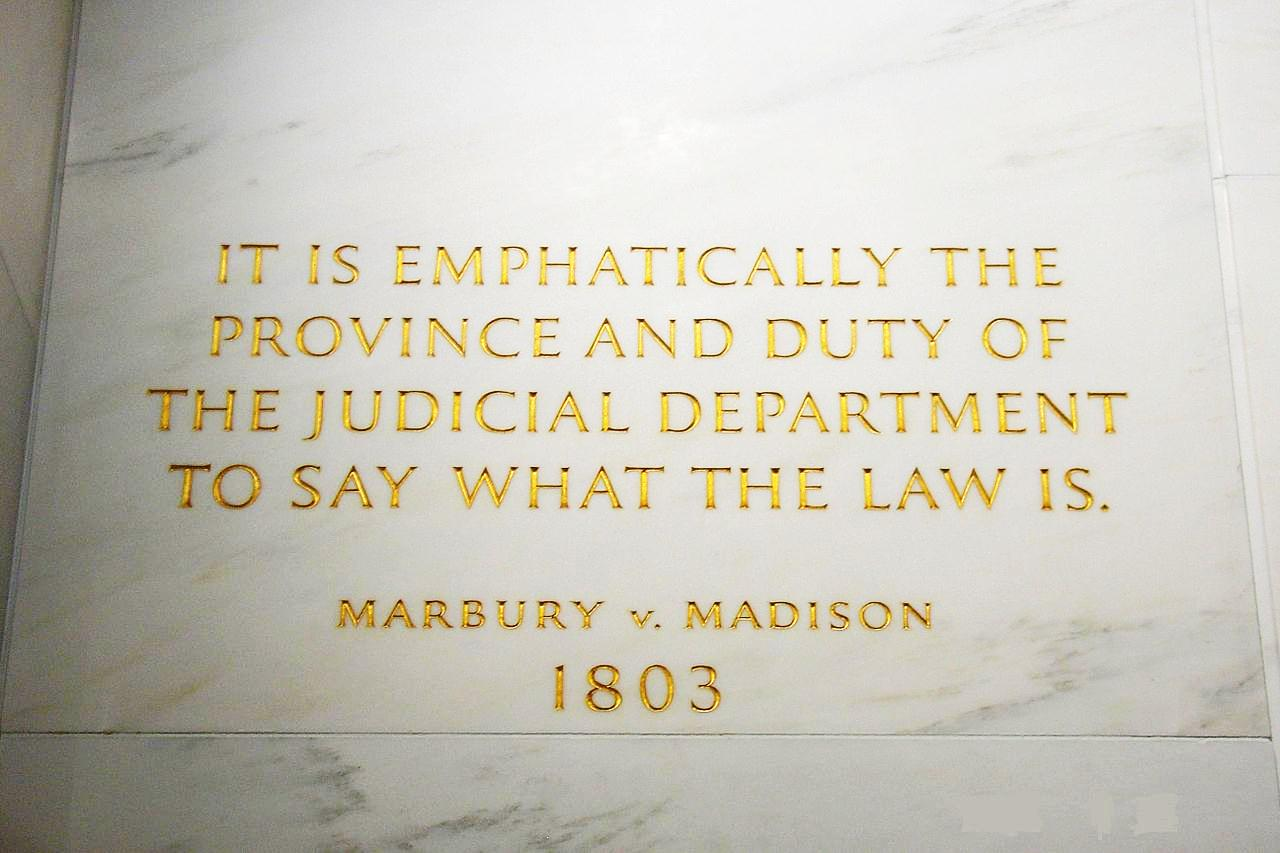 IT IS EMPHATICALLY THE
PROVINCE AND DUTY OF
THE JUDICIAL DEPARTMENT
TO SAY WHAT THE LAW IS.
MARBURY v. MADISON
1803